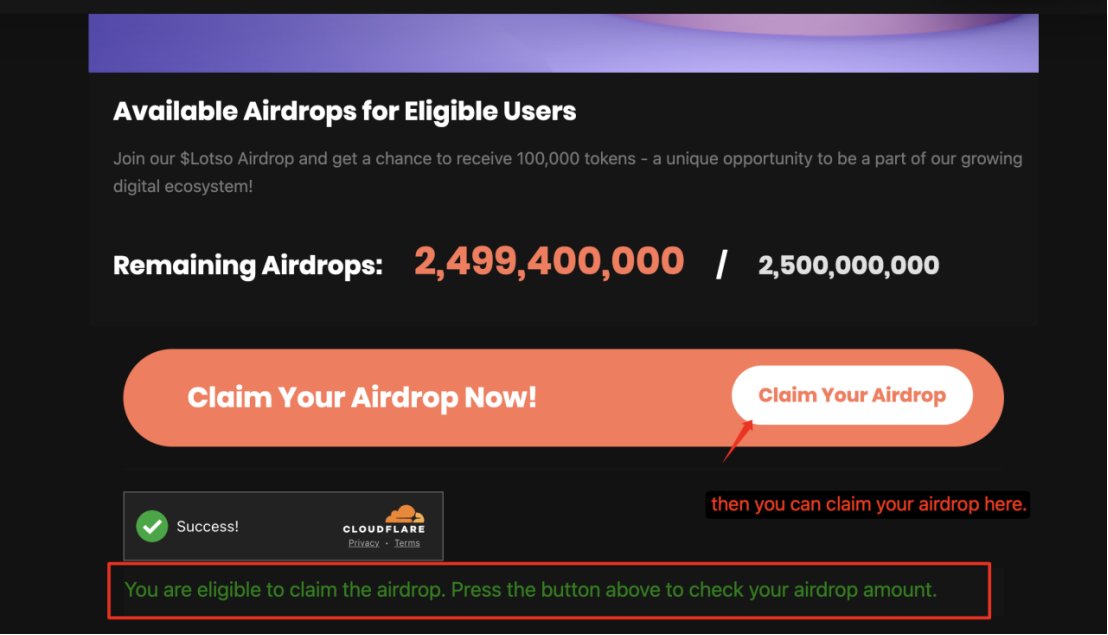 Available Airdrops for Eligible Users
Join our $Lotso Airdrop and get a chance to receive 100,000 tokens - a unique opportunity to be a part of our growing
digital ecosystem!
Remaining Airdrops: 2,499,400,000 / 2,500,000,000
Claim Your Airdrop Now! Claim Your Airdrop
then you can claim your airdrop here.
Success!
CLOUDFLARE
Privacy · Terms
You are eligible to claim the airdrop. Press the button above to check your airdrop amount.